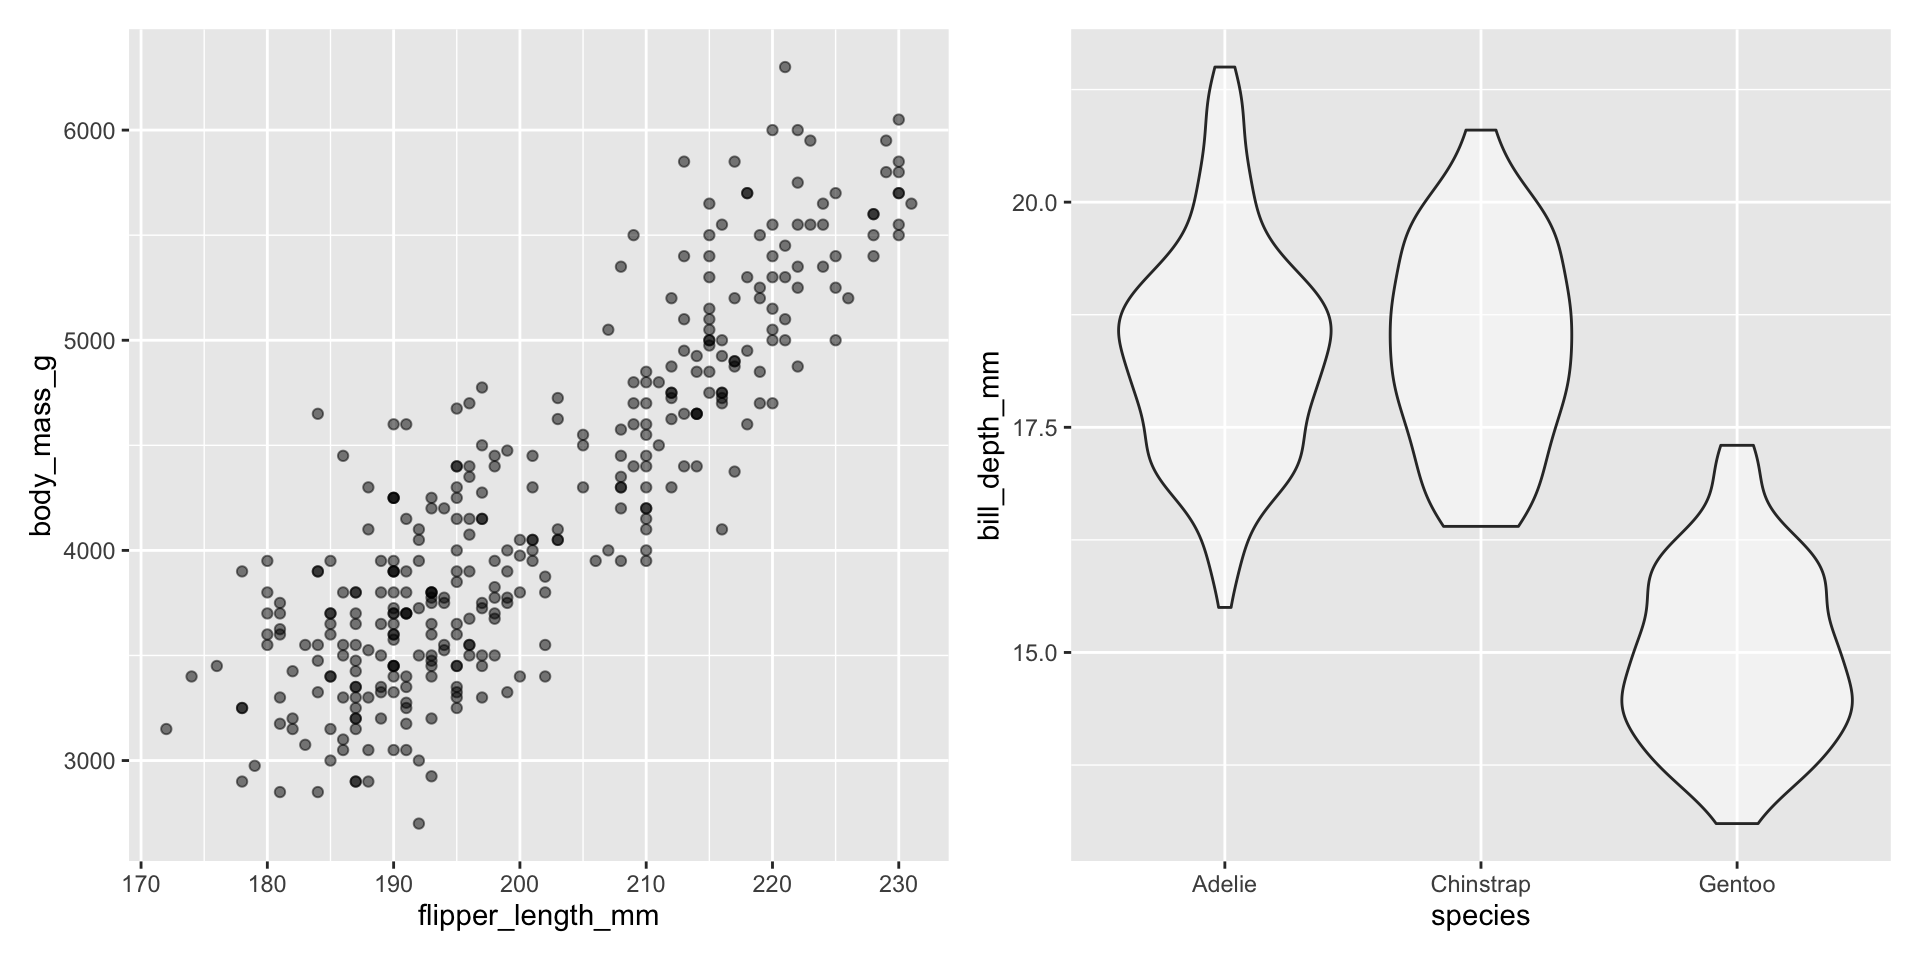 body_mass_g
6000
5000
4000
3000
170 180 190 200 210 220 230
flipper_length_mm
bill_depth_mm
20.0
17.5
15.0
Adelie Chinstrap Gentoo
species